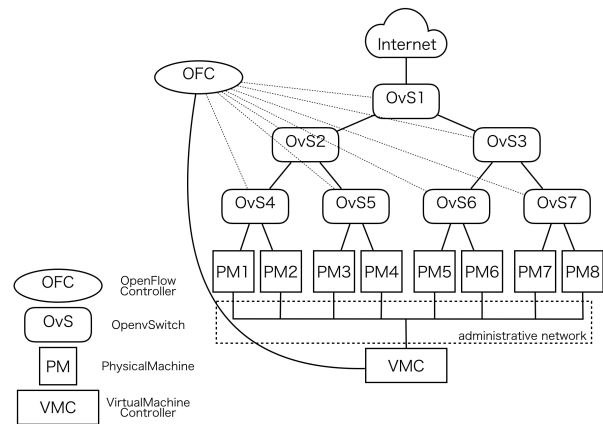 Internet
OFC
OvS1
OvS2
OvS3
OvS4
OvS5
OvS6
OvS7
PM1
PM2
PM3
PM4
PM5
PM6
PM7
PM8
administrative network
VMC
OFC
OpenFlow
Controller
OvS
OpenvSwitch
PM
PhysicalMachine
VMC
VirtualMachine
Controller